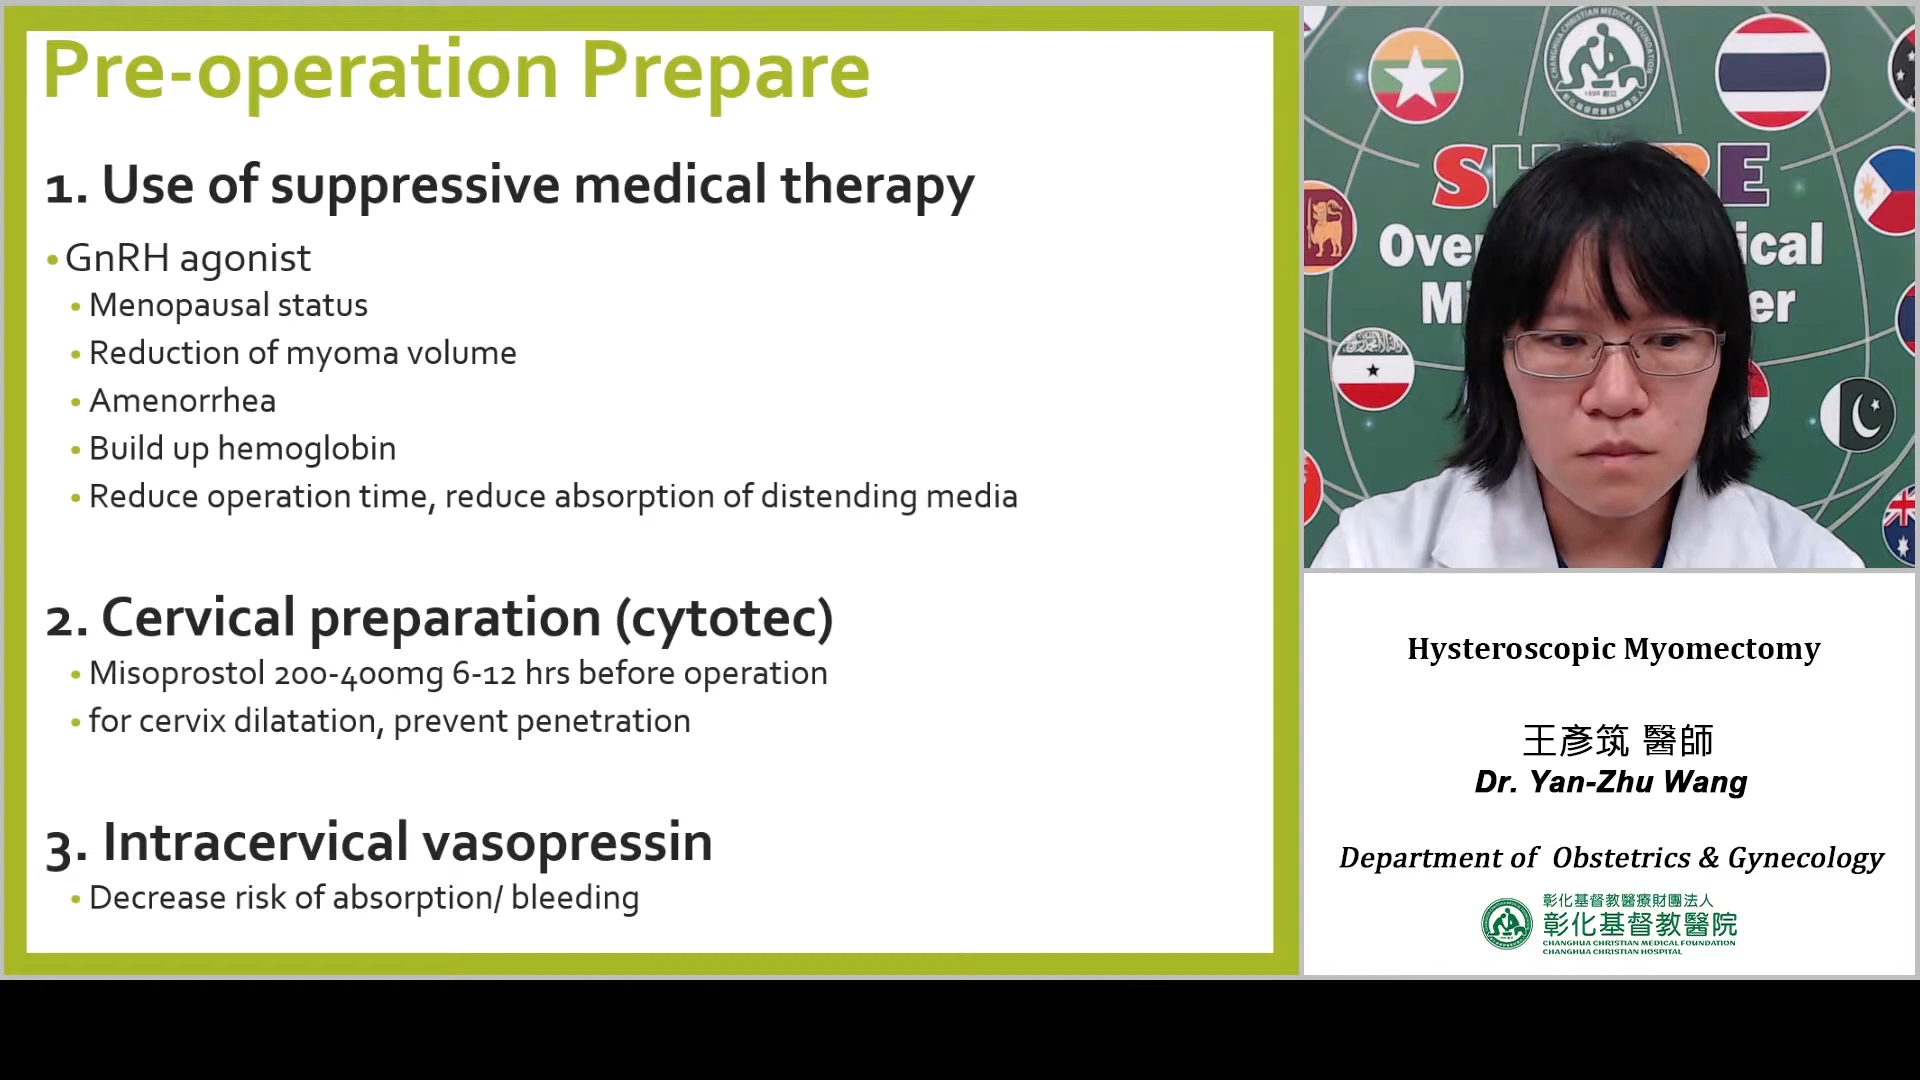 Pre-operation Prepare
1. Use of suppressive medical therapy
• GnRH agonist
• Menopausal status
• Reduction of myoma volume
• Amenorrhea
• Build up hemoglobin
• Reduce operation time, reduce absorption of distending media
2. Cervical preparation (cytotec)
• Misoprostol 200-400mg 6-12 hrs before operation
• for cervix dilatation, prevent penetration
3. Intracervical vasopressin
• Decrease risk of absorption/ bleeding
CHANGHUA CHRISTIAN MEDICAL FOUNDATION
Hysteroscopic Myomectomy
王彥筑 醫師
Dr. Yan-Zhu Wang
Department of Obstetrics & Gynecology
彰化基督教醫療財團法人
彰化基督教醫院
CHANGHUA CHRISTIAN MEDICAL FOUNDATION
CHANGHUA CHRISTIAN HOSPITAL